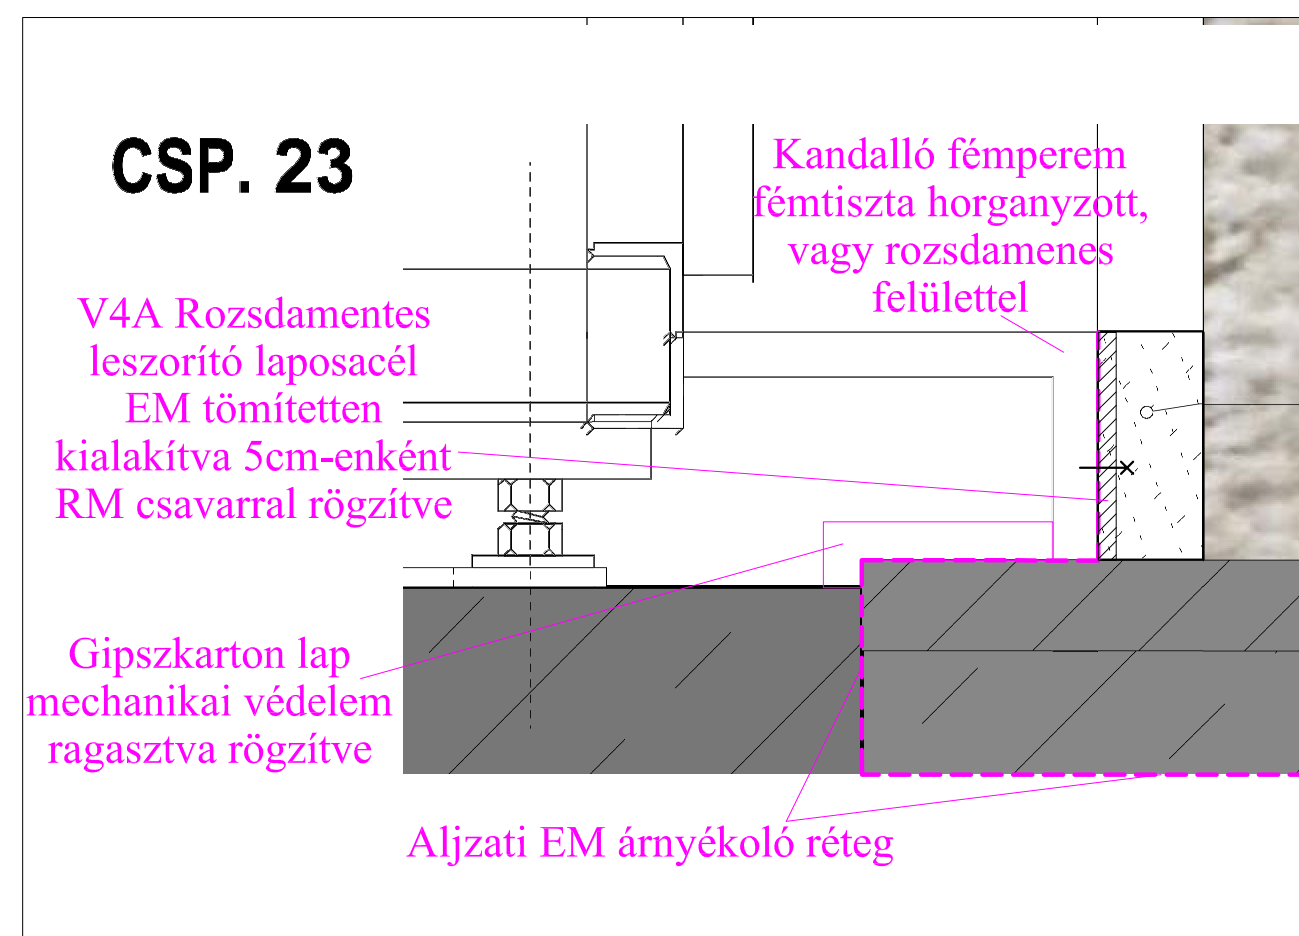 CSP. 23
Kandalló fémperem
fémtiszta horganyzott,
vagy rozsdamenes
felülettel
V4A Rozsdamentes
leszorító laposacél
EM tömítetten
kialakítva 5cm-enként
RM csavarral rögzítve
Gipszkarton lap
mechanikai védelem
ragasztva rögzítve
Aljzati EM árnyékoló réteg